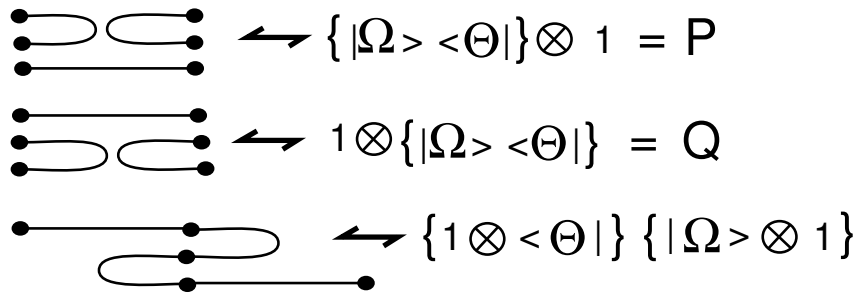 { |Ω> <Θ| } ⊗ 1 = P
1 ⊗ { |Ω> <Θ| } = Q
{ 1 ⊗ <Θ| } { |Ω> ⊗ 1 }